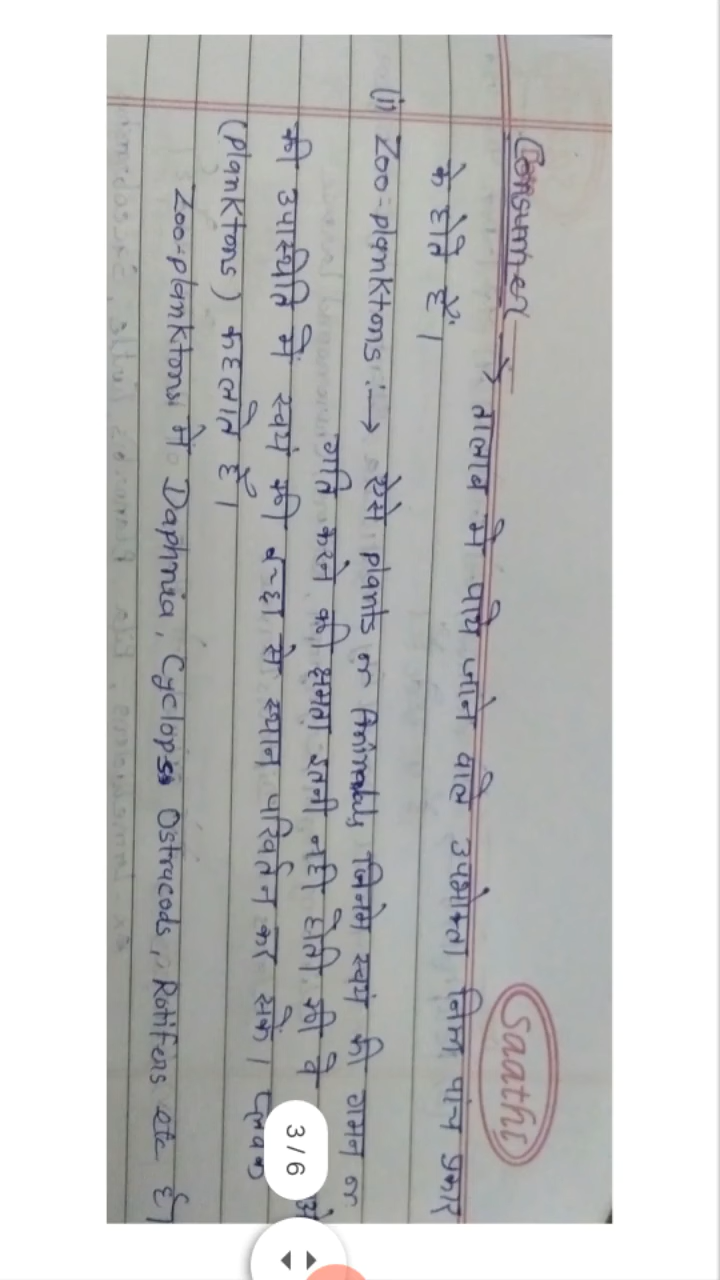 Saathi
Consumer → तालाब मे पाये जाने वाले उपभोक्ता निम्न पांच प्रकार
के होते हैं।
(i) Zoo-planktons :→ ऐसे plants or Animals जिनमे स्वयं की गमन or
गति करने की क्षमता इतनी नही होती की वे
की उपस्थिति में स्वयं की इच्छा से स्थान परिवर्तन कर सकें। प्लवक
(planktons) कहलाते हैं।
Zoo-planktons मे Daphnia, Cyclops, Ostracods, Rotifers etc हैं
3/6